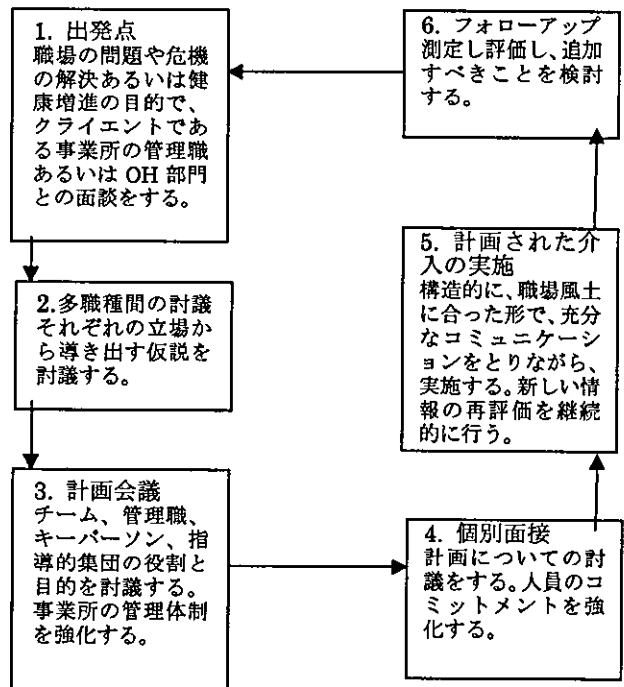 1. 出発点
職場の問題や危機
の解決あるいは健
康増進の目的で、
クライエントであ
る事業所の管理職
あるいは OH 部門
との面談をする。
2.多職種間の討議
それぞれの立場か
ら導き出す仮説を
討議する。
3. 計画会議
チーム、管理職、
キーパーソン、指
導的集団の役割と
目的を討議する。
事業所の管理体制
を強化する。
4. 個別面接
計画についての討
議をする。人員のコ
ミットメントを強
化する。
5. 計画された介
入の実施
構造的に、職場風土
に合った形で、充分
なコミュニケーシ
ョンをとりながら、
実施する。新しい情
報の再評価を継続
的に行う。
6. フォローアップ
測定し評価し、追加
すべきことを検討
する。